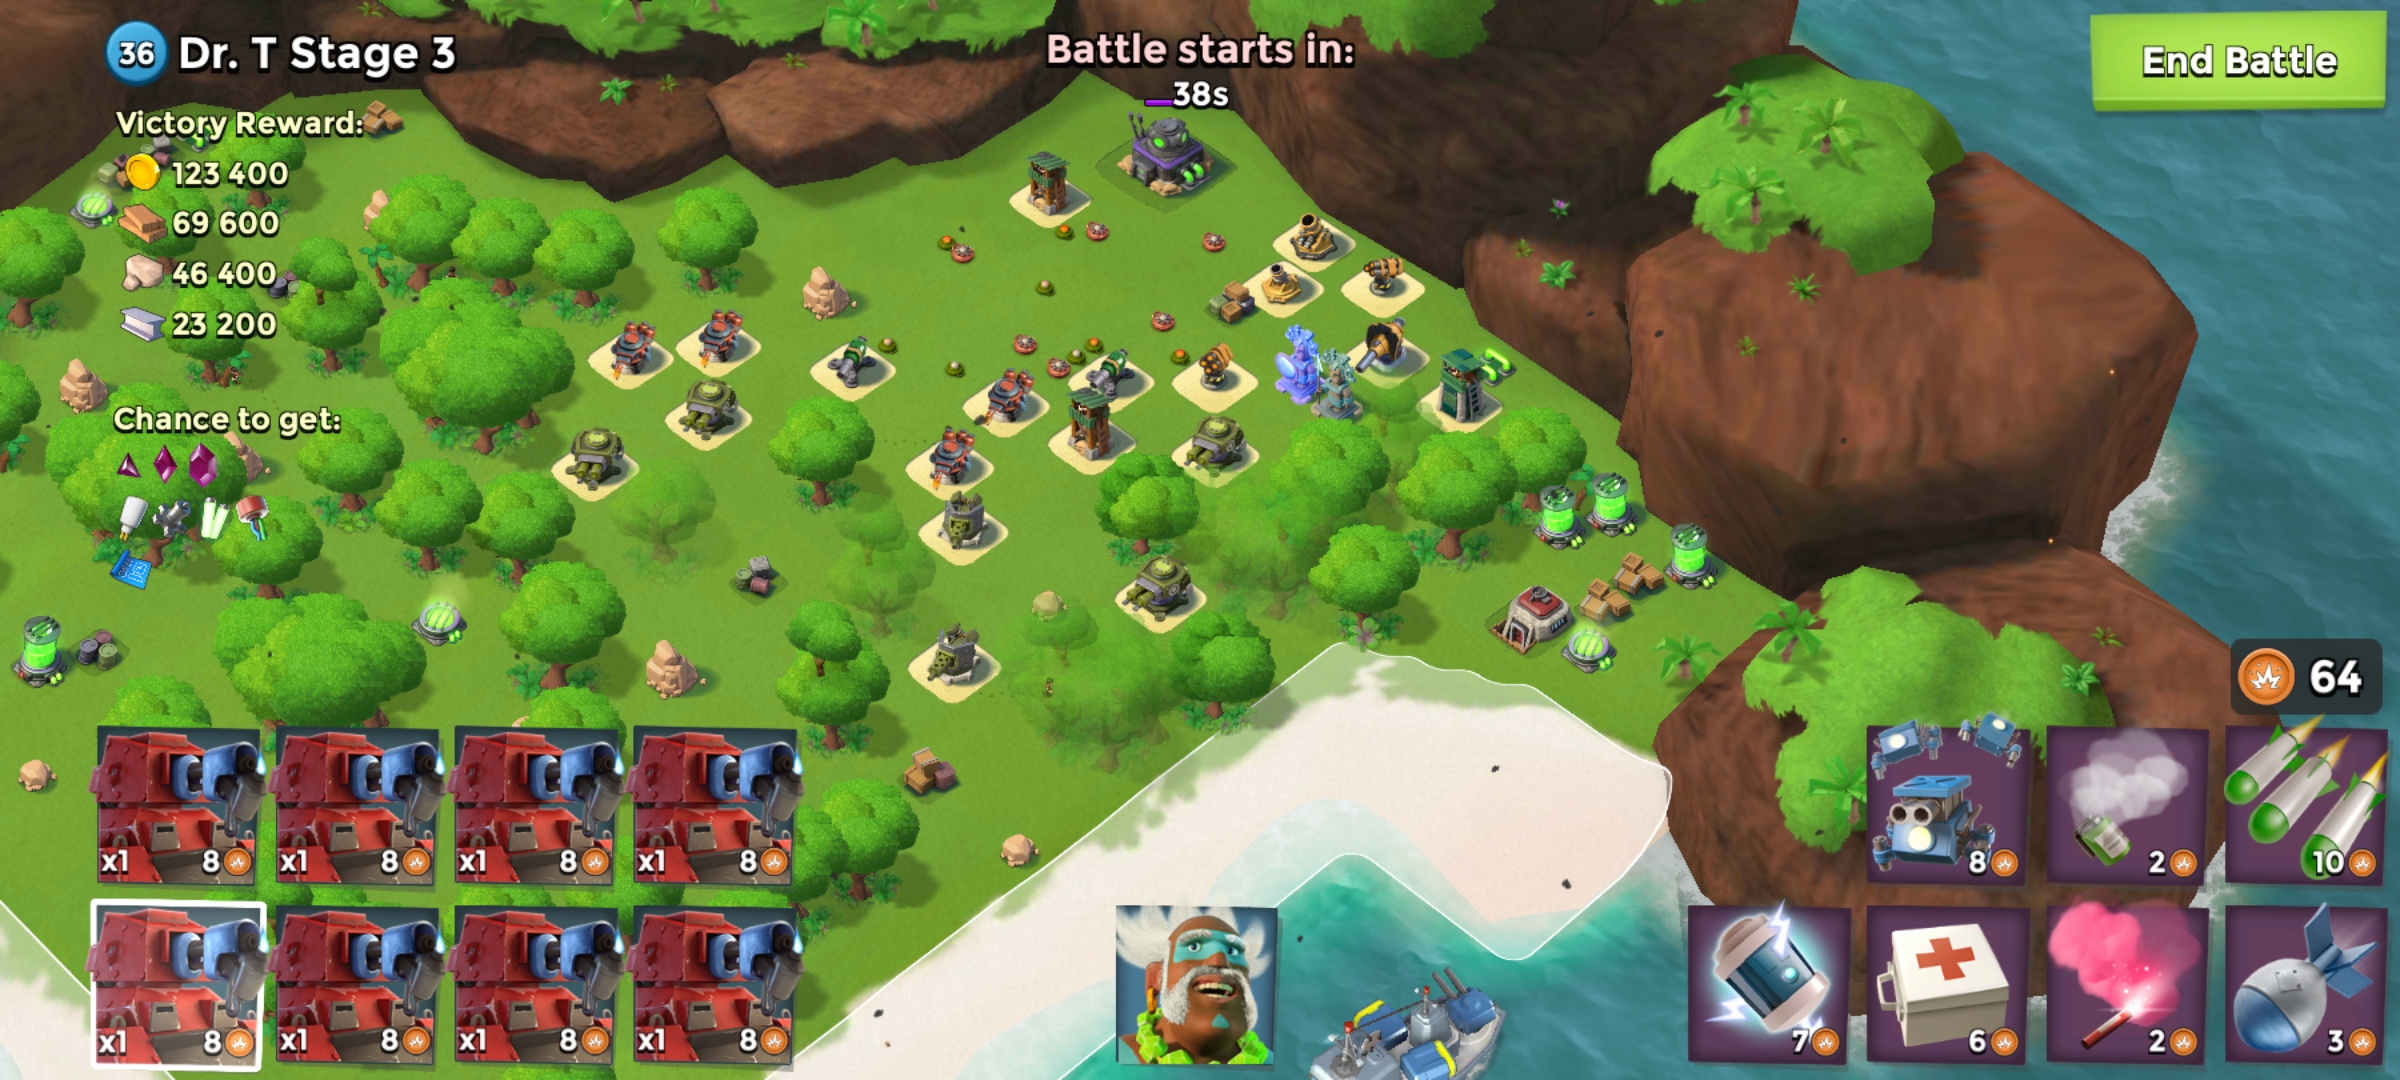 36 Dr. T Stage 3
Battle starts in:
38s
End Battle
Victory Reward:
123 400
69 600
46 400
23 200
Chance to get:
64
x1 8
x1 8
x1 8
x1 8
8
2
10
x1 8
x1 8
x1 8
x1 8
7
6
2
3